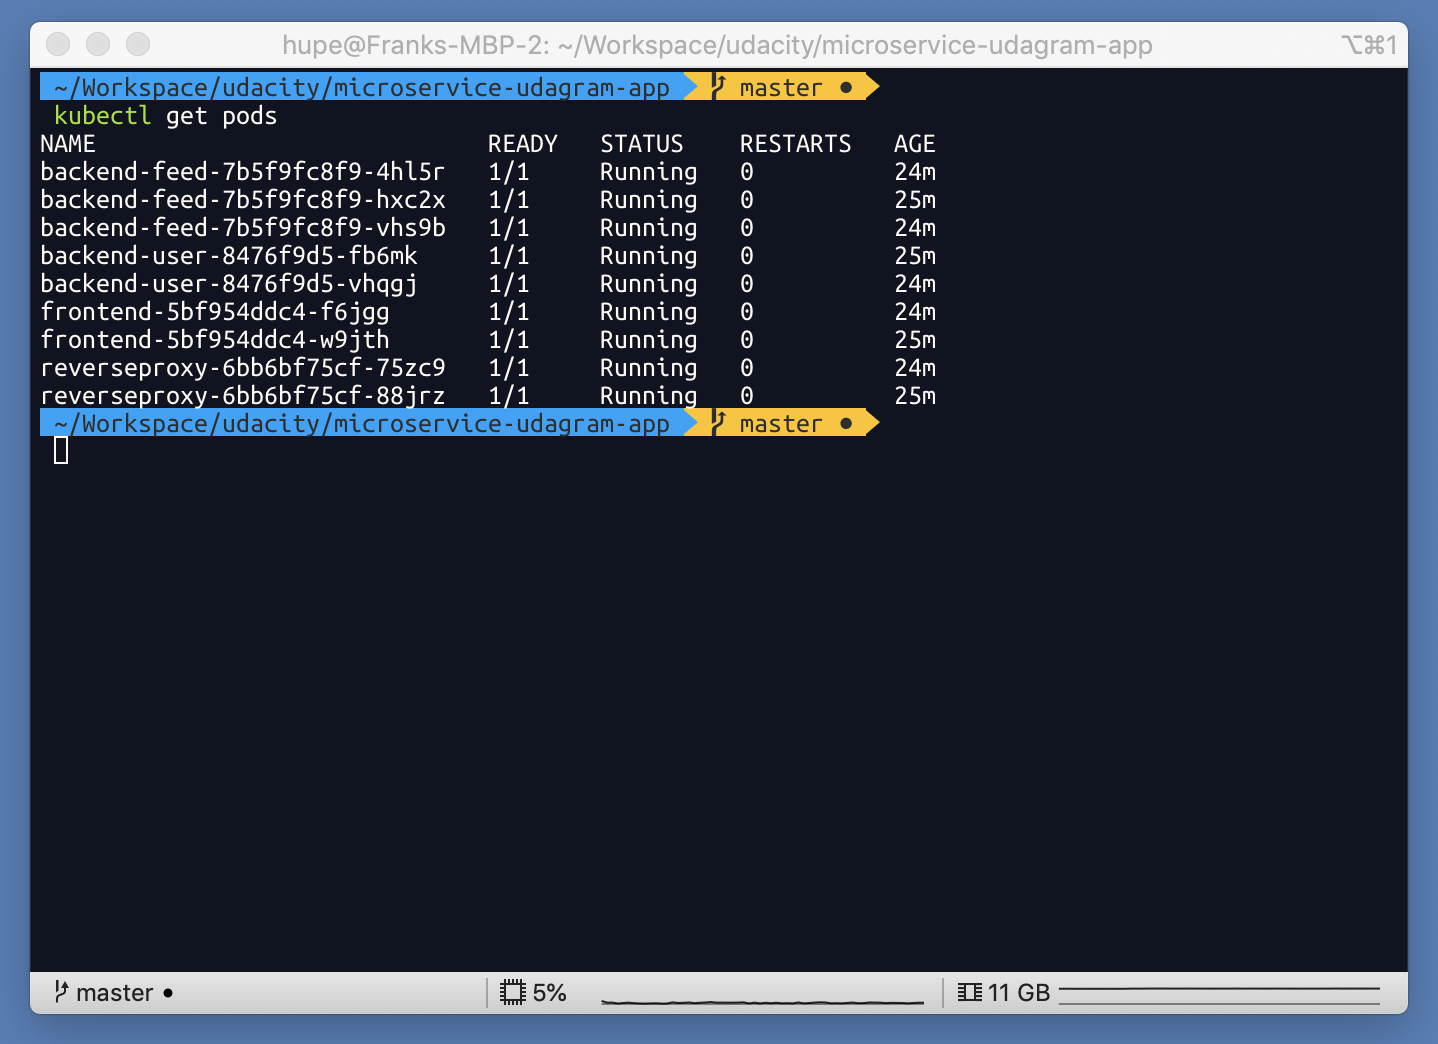 hupe@Franks-MBP-2: ~/Workspace/udacity/microservice-udagram-app ⌥⌘1
~/Workspace/udacity/microservice-udagram-app master ●
kubectl get pods
NAME READY STATUS RESTARTS AGE
backend-feed-7b5f9fc8f9-4hl5r 1/1 Running 0 24m
backend-feed-7b5f9fc8f9-hxc2x 1/1 Running 0 25m
backend-feed-7b5f9fc8f9-vhs9b 1/1 Running 0 24m
backend-user-8476f9d5-fb6mk 1/1 Running 0 25m
backend-user-8476f9d5-vhqgj 1/1 Running 0 24m
frontend-5bf954ddc4-f6jgg 1/1 Running 0 24m
frontend-5bf954ddc4-w9jth 1/1 Running 0 25m
reverseproxy-6bb6bf75cf-75zc9 1/1 Running 0 24m
reverseproxy-6bb6bf75cf-88jrz 1/1 Running 0 25m
~/Workspace/udacity/microservice-udagram-app master ●
master ● 5% 11 GB